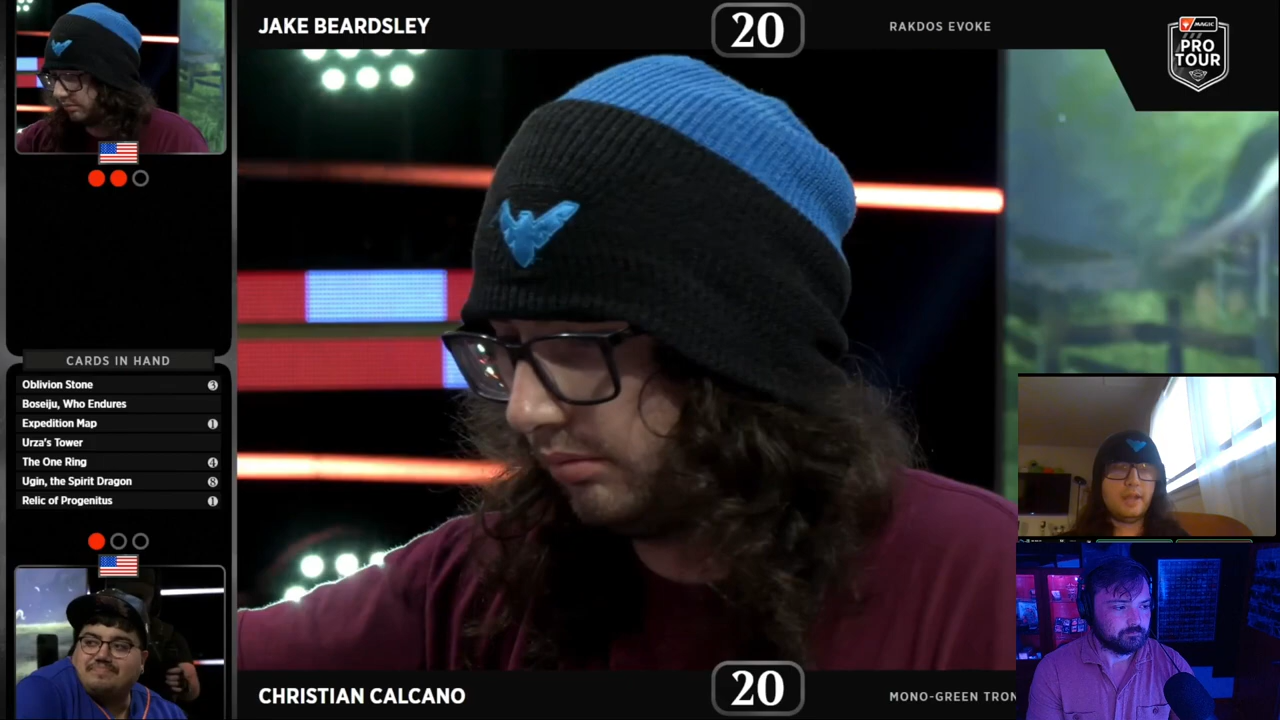 JAKE BEARDSLEY
20
RAKDOS EVOKE
MAGIC
PRO
TOUR
CARDS IN HAND
Oblivion Stone 3
Boseiju, Who Endures
Expedition Map 1
Urza's Tower
The One Ring 4
Ugin, the Spirit Dragon 8
Relic of Progenitus 1
CHRISTIAN CALCANO
20
MONO-GREEN TRON